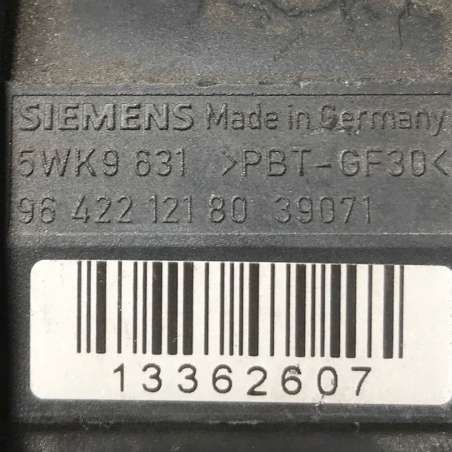 SIEMENS Made in Germany
5WK9 631 >PBT-GF30<
96 422 121 80 39071
13362607